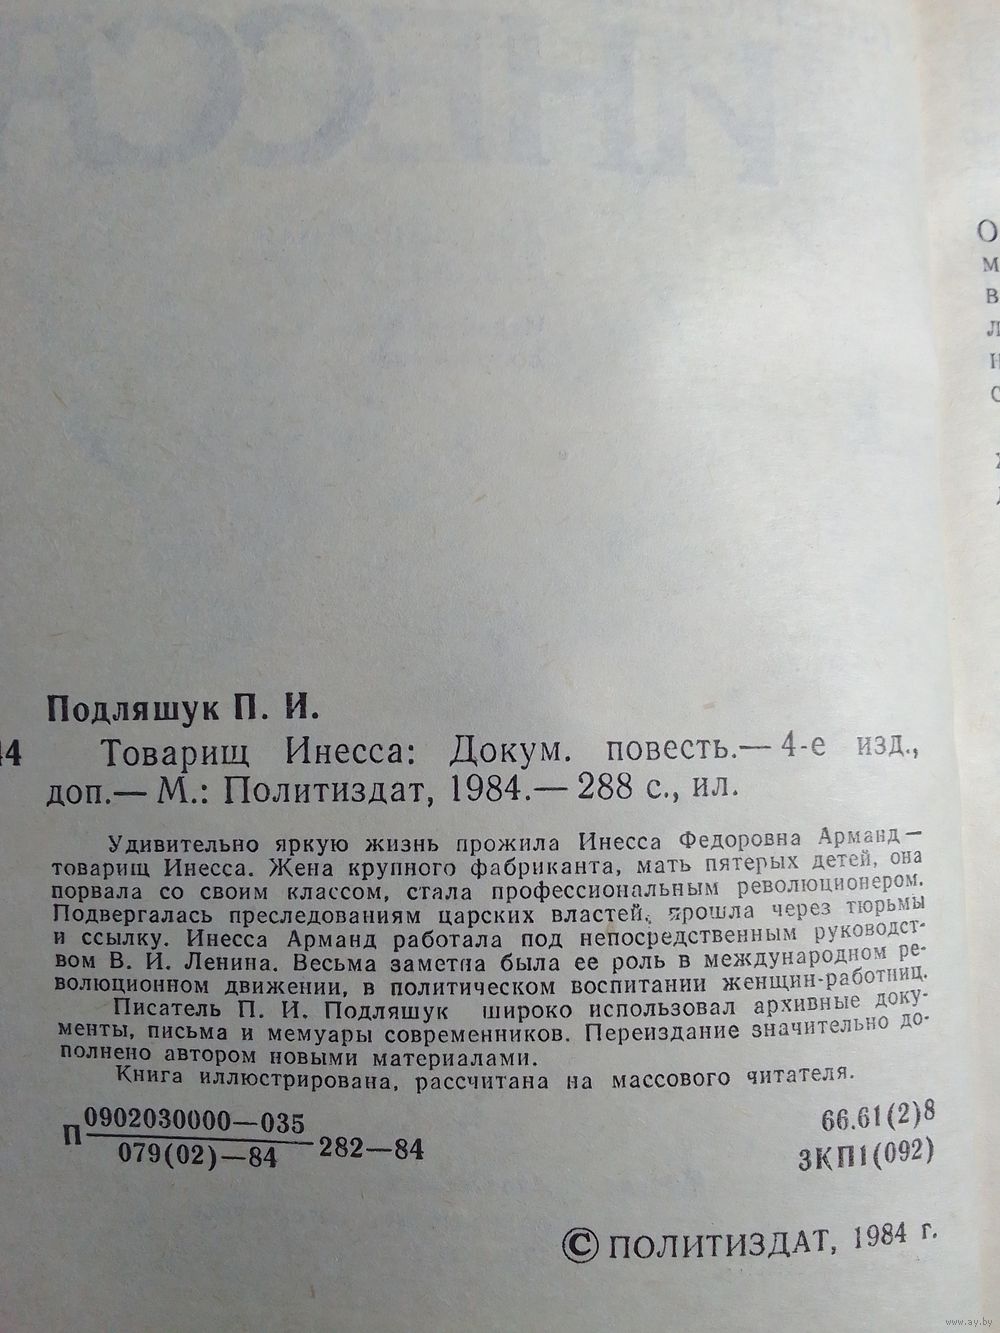 Подляшук П. И.
44 Товарищ Инесса: Докум. повесть.— 4-е изд.,
доп.— М.: Политиздат, 1984.— 288 с., ил.
Удивительно яркую жизнь прожила Инесса Федоровна Арманд—
товарищ Инесса. Жена крупного фабриканта, мать пятерых детей, она
порвала со своим классом, стала профессиональным революционером.
Подвергалась преследованиям царских властей, прошла через тюрьмы
и ссылку. Инесса Арманд работала под непосредственным руководст-
вом В. И. Ленина. Весьма заметна была ее роль в международном ре-
волюционном движении, в политическом воспитании женщин-работниц.
Писатель П. И. Подляшук широко использовал архивные доку-
менты, письма и мемуары современников. Переиздание значительно до-
полнено автором новыми материалами.
Книга иллюстрирована, рассчитана на массового читателя.
П 0902030000—035
079(02)—84 282—84
66.61(2)8
3КП1(092)
© ПОЛИТИЗДАТ, 1984 г.
www.ay.by